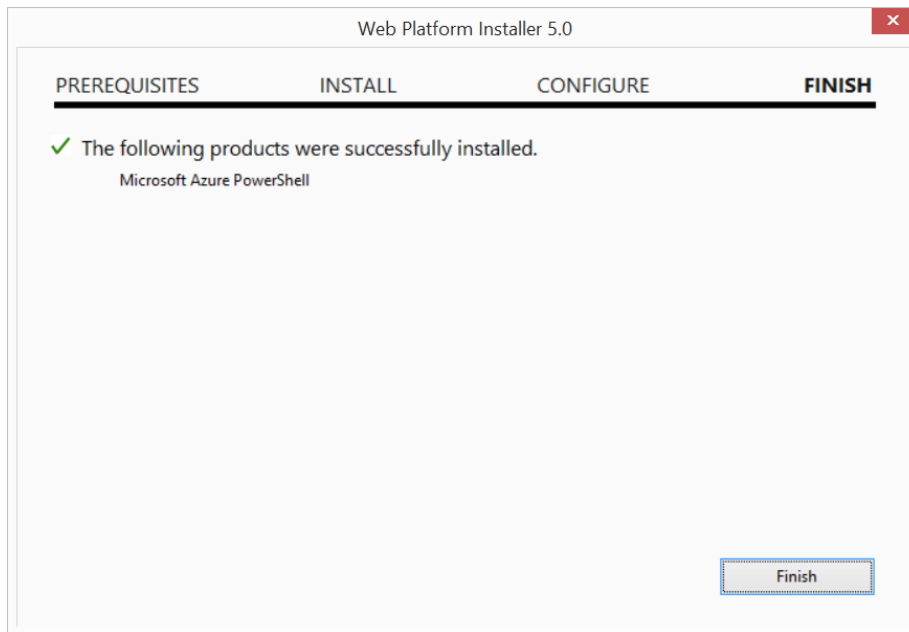 Web Platform Installer 5.0
PREREQUISITES INSTALL CONFIGURE FINISH
The following products were successfully installed.
Microsoft Azure PowerShell
Finish